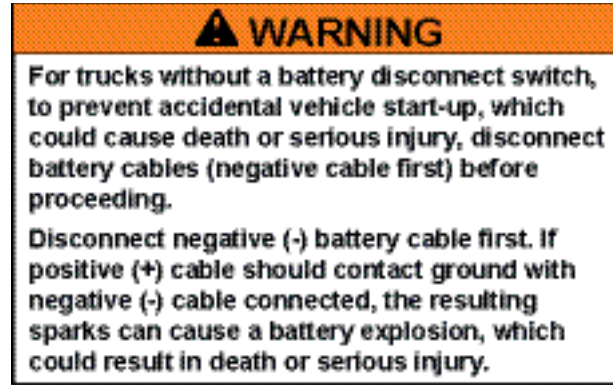 WARNING
For trucks without a battery disconnect switch,
to prevent accidental vehicle start-up, which
could cause death or serious injury, disconnect
battery cables (negative cable first) before
proceeding.
Disconnect negative (-) battery cable first. If
positive (+) cable should contact ground with
negative (-) cable connected, the resulting
sparks can cause a battery explosion, which
could result in death or serious injury.